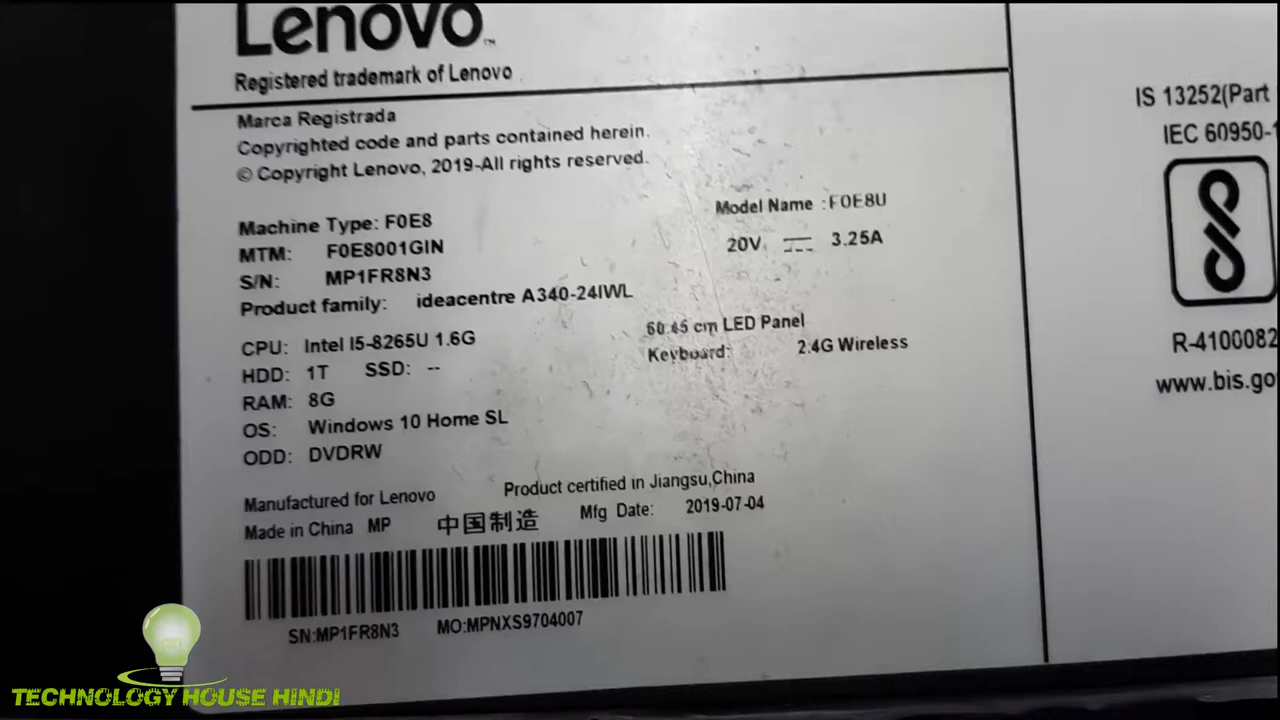 Lenovo™
Registered trademark of Lenovo
Marca Registrada
Copyrighted code and parts contained herein.
© Copyright Lenovo, 2019-All rights reserved.
Machine Type: F0E8
MTM: F0E8001GIN
S/N: MP1FR8N3
Product family: ideacentre A340-24IWL
Model Name : F0E8U
20V 3.25A
CPU: Intel I5-8265U 1.6G
HDD: 1T SSD: --
RAM: 8G
OS: Windows 10 Home SL
ODD: DVDRW
cm LED Panel
Keyboard: 2.4G Wireless
Manufactured for Lenovo
Product certified in Jiangsu,China
Made in China MP 中国制造 Mfg Date: 2019-07-04
SN:MP1FR8N3 MO:MPNXS9704007
IS 13252(Part
IEC 60950-1
R-4100082
www.bis.go
TECHNOLOGY HOUSE HINDI